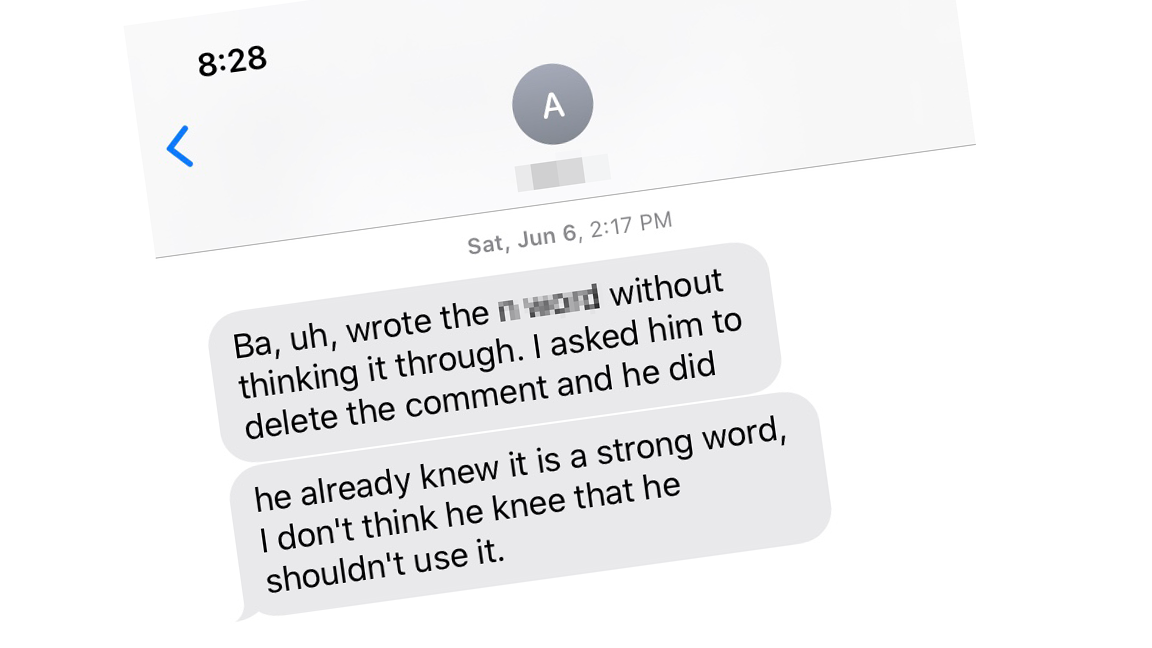 8:28
A
Sat, Jun 6, 2:17 PM
Ba, uh, wrote the n word without
thinking it through. I asked him to
delete the comment and he did
he already knew it is a strong word,
I don't think he knee that he
shouldn't use it.